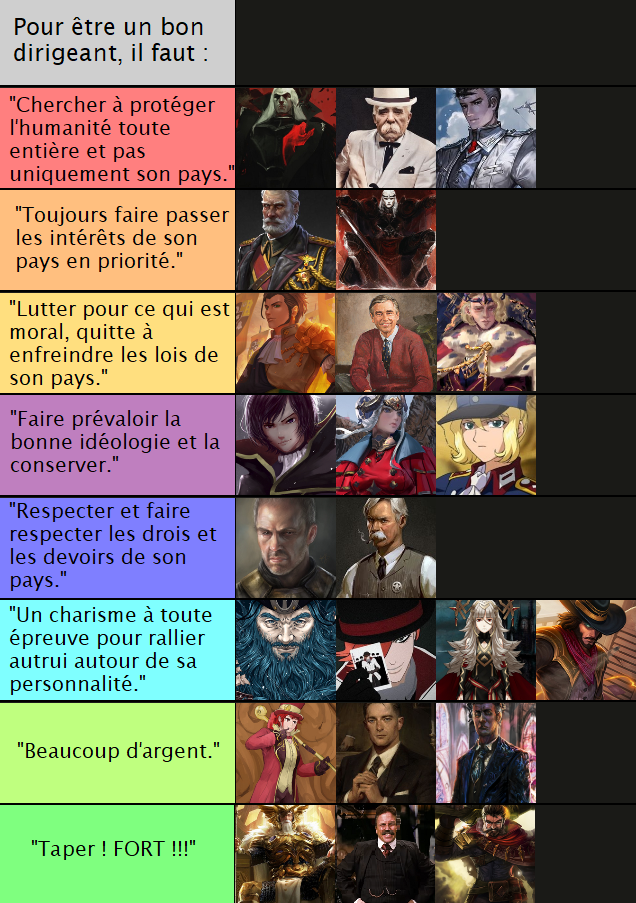 Pour être un bon
dirigeant, il faut :
"Chercher à protéger
l'humanité toute
entière et pas
uniquement son pays."
"Toujours faire passer
les intérêts de son
pays en priorité."
"Lutter pour ce qui est
moral, quitte à
enfreindre les lois de
son pays."
"Faire prévaloir la
bonne idéologie et la
conserver."
"Respecter et faire
respecter les drois et
les devoirs de son
pays."
"Un charisme à toute
épreuve pour rallier
autrui autour de sa
personnalité."
"Beaucoup d'argent."
"Taper ! FORT !!!"